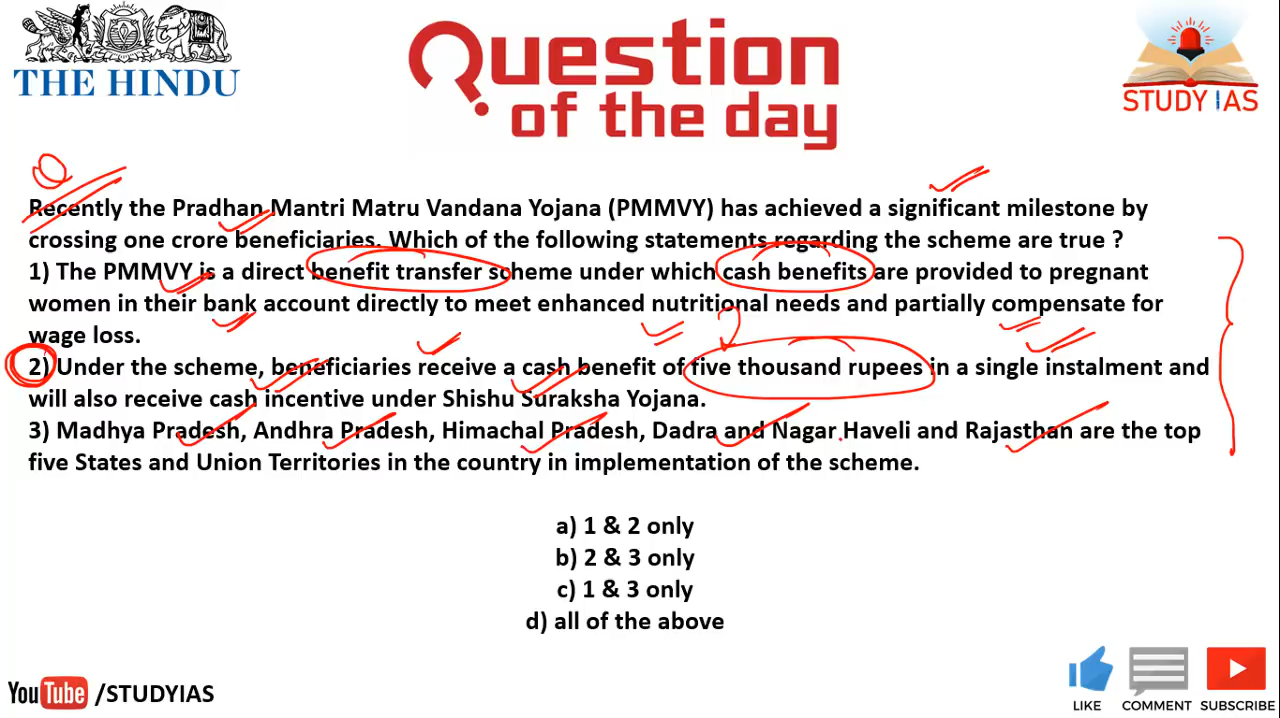 THE HINDU
Question
of the day
STUDY IAS
Recently the Pradhan Mantri Matru Vandana Yojana (PMMVY) has achieved a significant milestone by
crossing one crore beneficiaries. Which of the following statements regarding the scheme are true ?
1) The PMMVY is a direct benefit transfer scheme under which cash benefits are provided to pregnant
women in their bank account directly to meet enhanced nutritional needs and partially compensate for
wage loss.
2) Under the scheme, beneficiaries receive a cash benefit of five thousand rupees in a single instalment and
will also receive cash incentive under Shishu Suraksha Yojana.
3) Madhya Pradesh, Andhra Pradesh, Himachal Pradesh, Dadra and Nagar Haveli and Rajasthan are the top
five States and Union Territories in the country in implementation of the scheme.
a) 1 & 2 only
b) 2 & 3 only
c) 1 & 3 only
d) all of the above
YouTube /STUDYIAS
LIKE COMMENT SUBSCRIBE